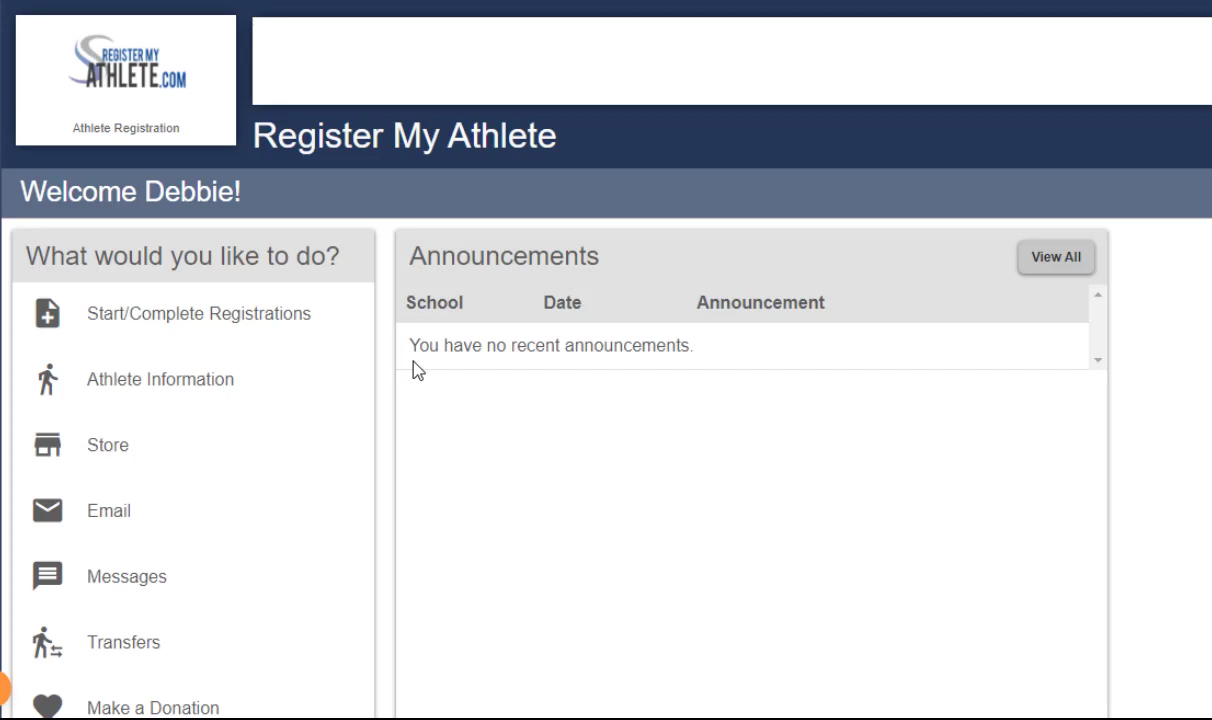 REGISTER MY
ATHLETE.COM
Athlete Registration
Register My Athlete
Welcome Debbie!
What would you like to do?
Start/Complete Registrations
Athlete Information
Store
Email
Messages
Transfers
Make a Donation
Announcements
View All
School Date Announcement
You have no recent announcements.